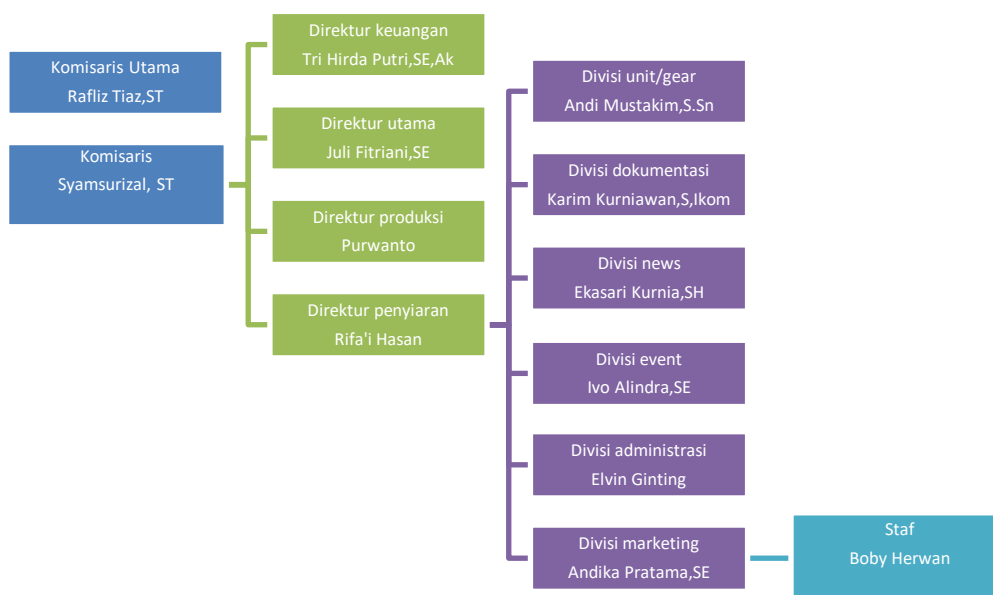 Komisaris Utama
Rafliz Tiaz,ST
Komisaris
Syamsurizal, ST
Direktur keuangan
Tri Hirda Putri,SE,Ak
Direktur utama
Juli Fitriani,SE
Direktur produksi
Purwanto
Direktur penyiaran
Rifa'i Hasan
Divisi unit/gear
Andi Mustakim,S.Sn
Divisi dokumentasi
Karim Kurniawan,S,Ikom
Divisi news
Ekasari Kurnia,SH
Divisi event
Ivo Alindra,SE
Divisi administrasi
Elvin Ginting
Divisi marketing
Andika Pratama,SE
Staf
Boby Herwan